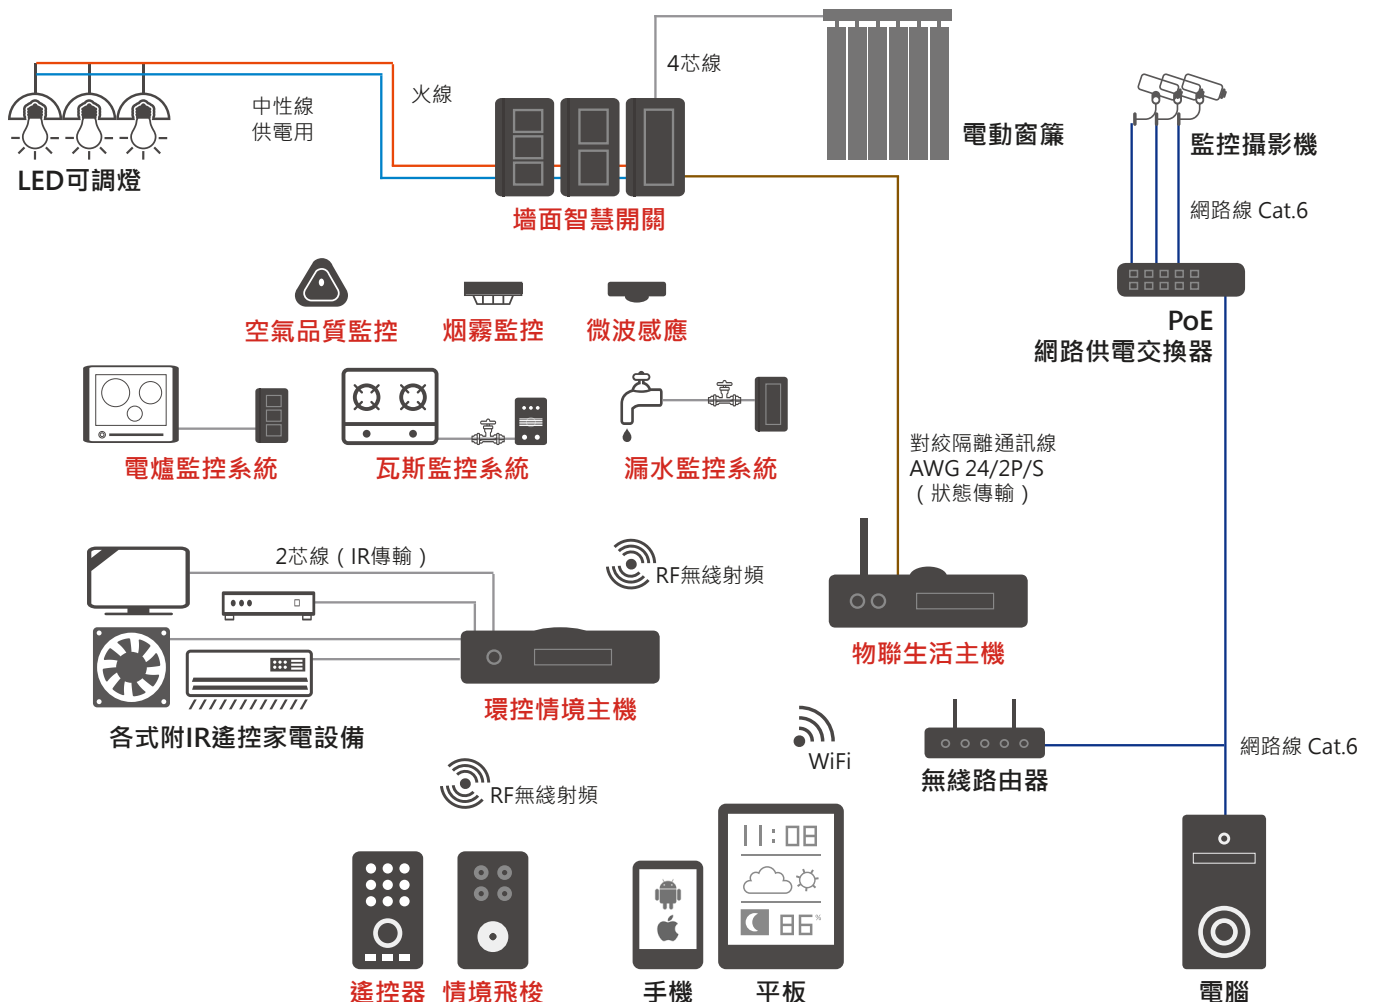 4芯線
火線
中性線
供電用
電動窗簾
監控攝影機
LED可調燈
墻面智慧開關
網路線 Cat.6
空氣品質監控
烟霧監控
微波感應
PoE
網路供電交換器
電爐監控系統
瓦斯監控系統
漏水監控系統
對絞隔離通訊線
AWG 24/2P/S
（狀態傳輸）
2芯線（IR傳輸）
RF無綫射頻
物聯生活主機
環控情境主機
各式附IR遙控家電設備
WiFi
無綫路由器
網路線 Cat.6
RF無綫射頻
11:08
86%
遙控器
情境飛梭
手機
平板
電腦